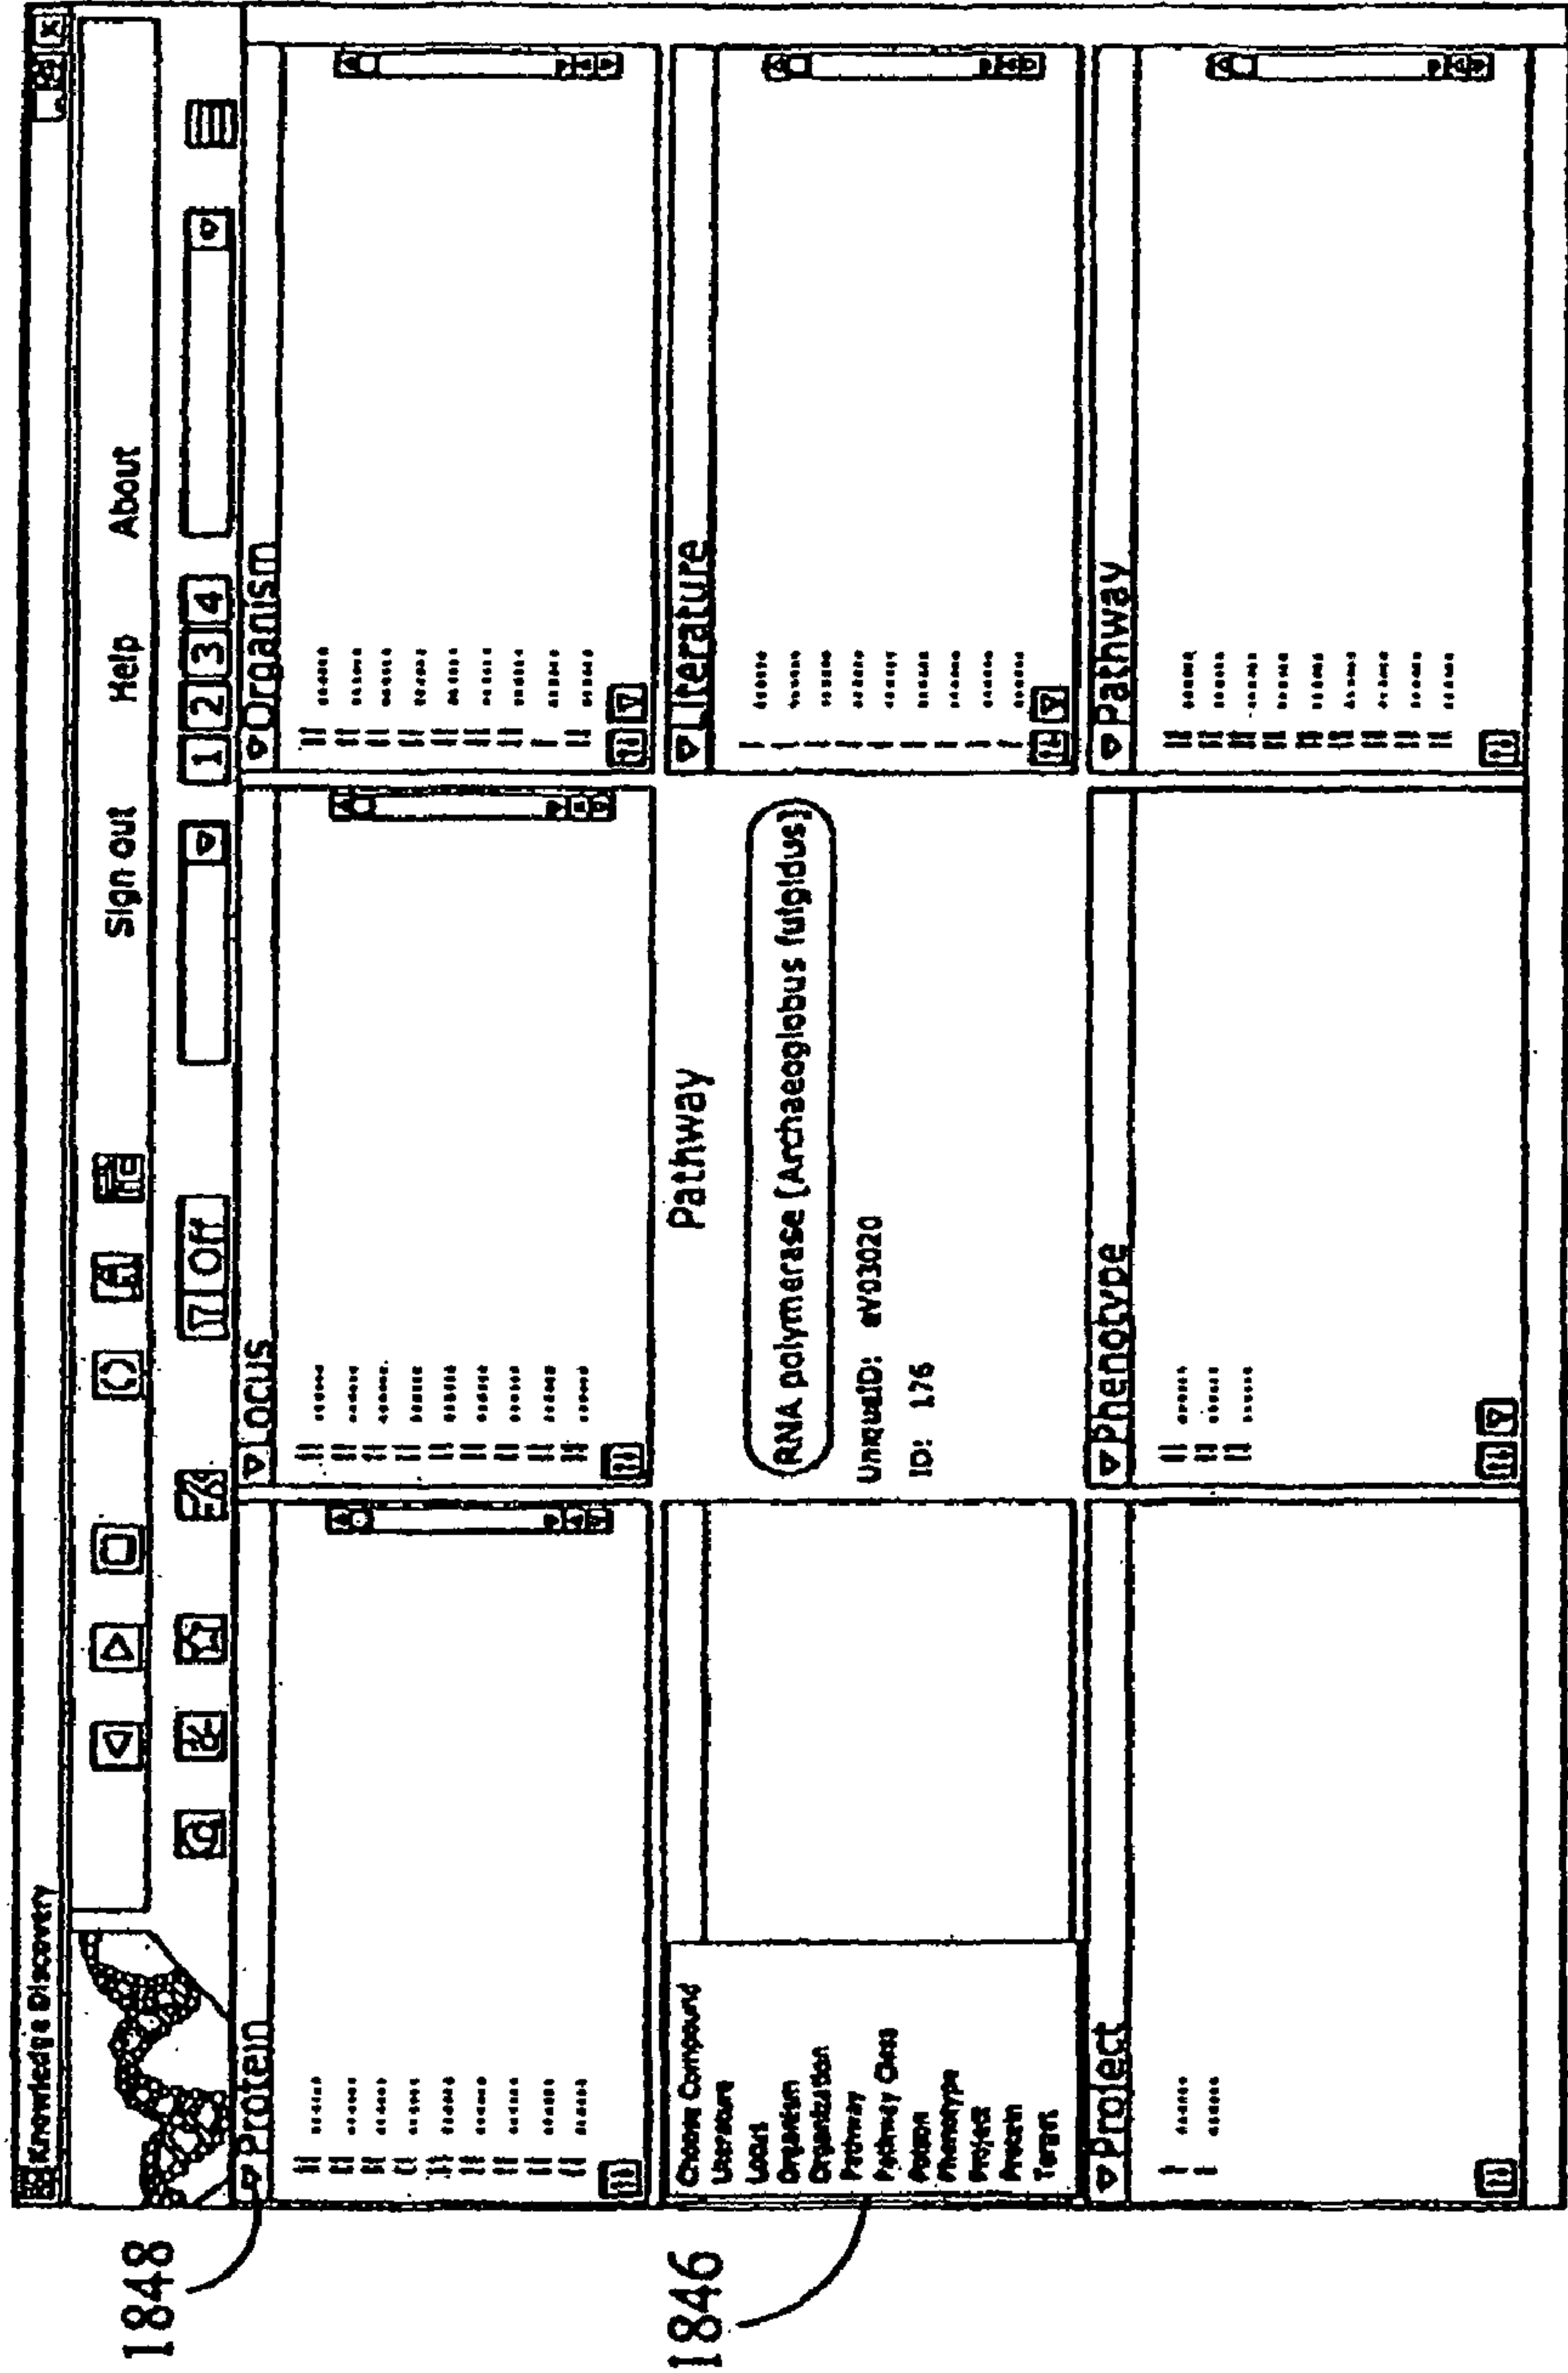 Knowledge Discovery
Sign out Help About
Off
1 2 3 4
1848
Protein
Locus
Organism
1846
Choose Compound
Literature
Locus
Organism
Organization
Pathway
Pathway Class
Phenotype
Project
Protein
Target
Pathway
RNA polymerase [Archaeoglobus fulgidus]
UniqueID: aV03020
ID: 176
Literature
Project
Phenotype
Pathway